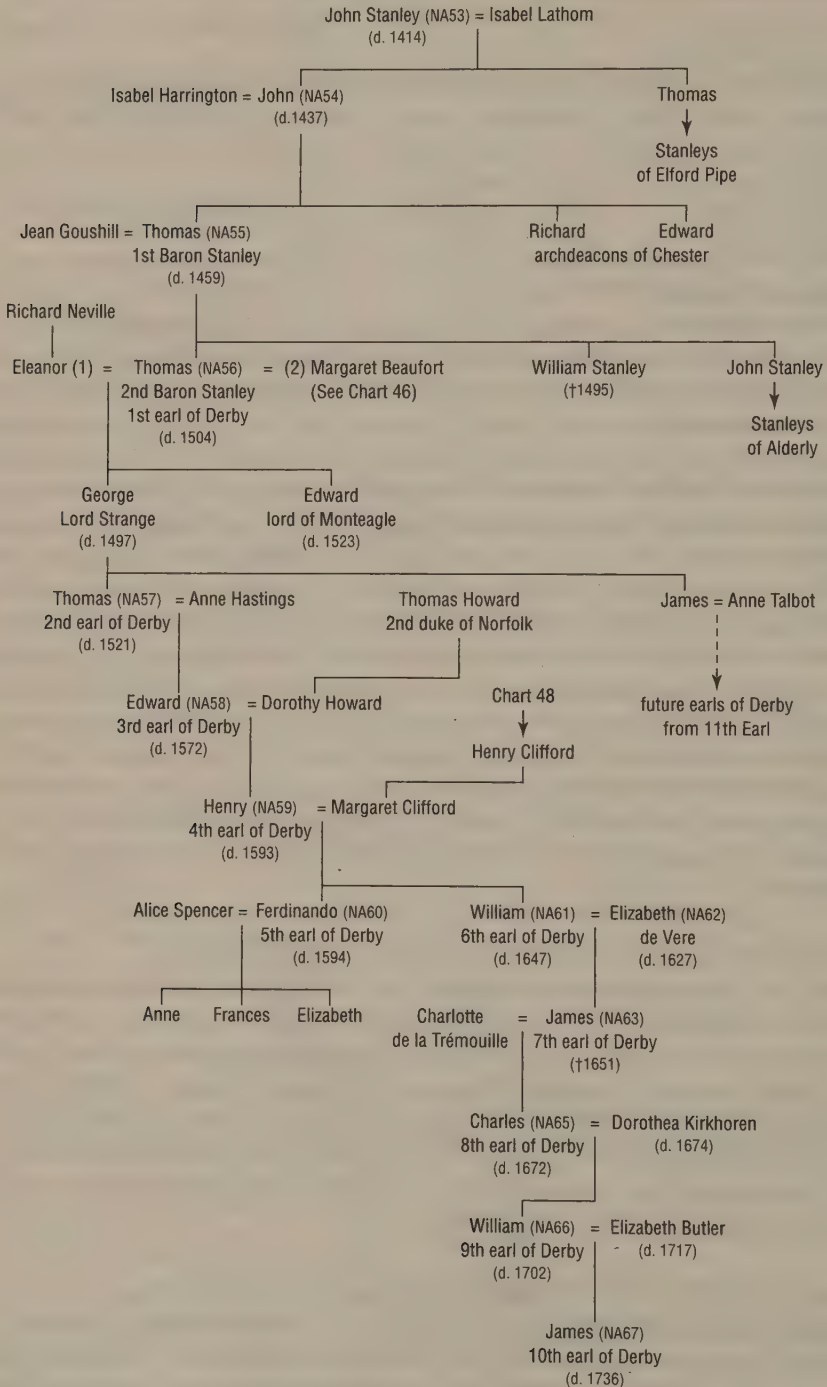 John Stanley (NA53) = Isabel Lathom
(d. 1414)
Isabel Harrington = John (NA54)
(d.1437)
Thomas
Stanleys
of Elford Pipe
Jean Goushill = Thomas (NA55)
1st Baron Stanley
(d. 1459)
Richard Edward
archdeacons of Chester
Richard Neville
Eleanor (1) = Thomas (NA56) = (2) Margaret Beaufort
2nd Baron Stanley (See Chart 46)
1st earl of Derby
(d. 1504)
William Stanley
(†1495)
John Stanley
Stanleys
of Alderly
George
Lord Strange
(d. 1497)
Edward
lord of Monteagle
(d. 1523)
Thomas (NA57) = Anne Hastings
2nd earl of Derby
(d. 1521)
Thomas Howard
2nd duke of Norfolk
James = Anne Talbot
future earls of Derby
from 11th Earl
Edward (NA58) = Dorothy Howard
3rd earl of Derby
(d. 1572)
Chart 48
Henry Clifford
Henry (NA59) = Margaret Clifford
4th earl of Derby
(d. 1593)
Alice Spencer = Ferdinando (NA60)
5th earl of Derby
(d. 1594)
William (NA61) = Elizabeth (NA62)
6th earl of Derby de Vere
(d. 1647) (d. 1627)
Anne Frances Elizabeth
Charlotte = James (NA63)
de la Trémouille 7th earl of Derby
(†1651)
Charles (NA65) = Dorothea Kirkhoren
8th earl of Derby (d. 1674)
(d. 1672)
William (NA66) = Elizabeth Butler
9th earl of Derby (d. 1717)
(d. 1702)
James (NA67)
10th earl of Derby
(d. 1736)